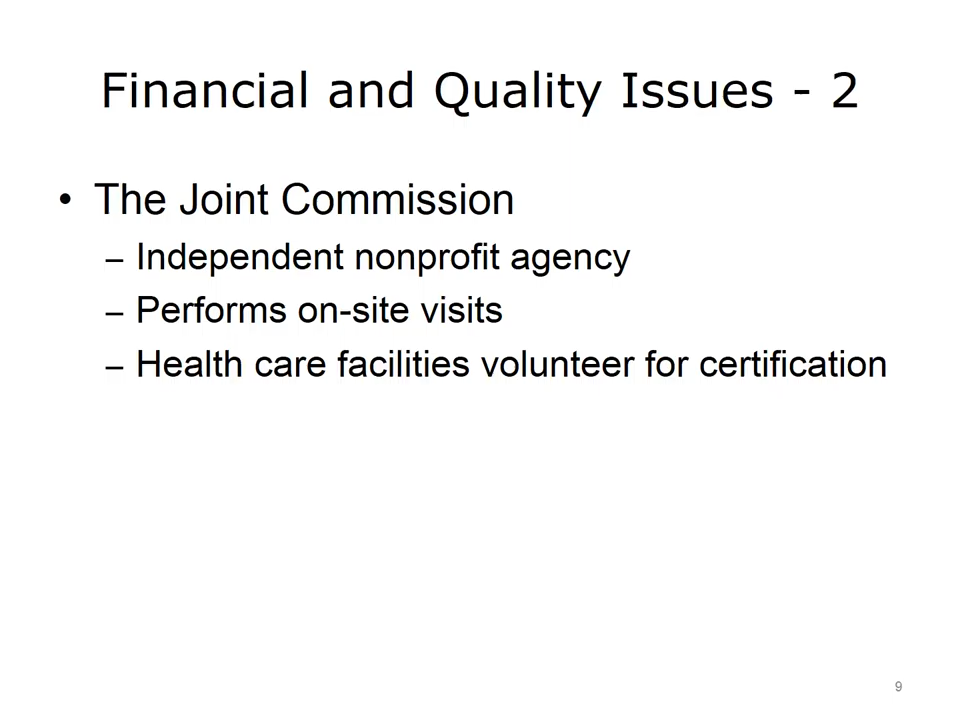 Financial and Quality Issues - 2
• The Joint Commission
– Independent nonprofit agency
– Performs on-site visits
– Health care facilities volunteer for certification
9